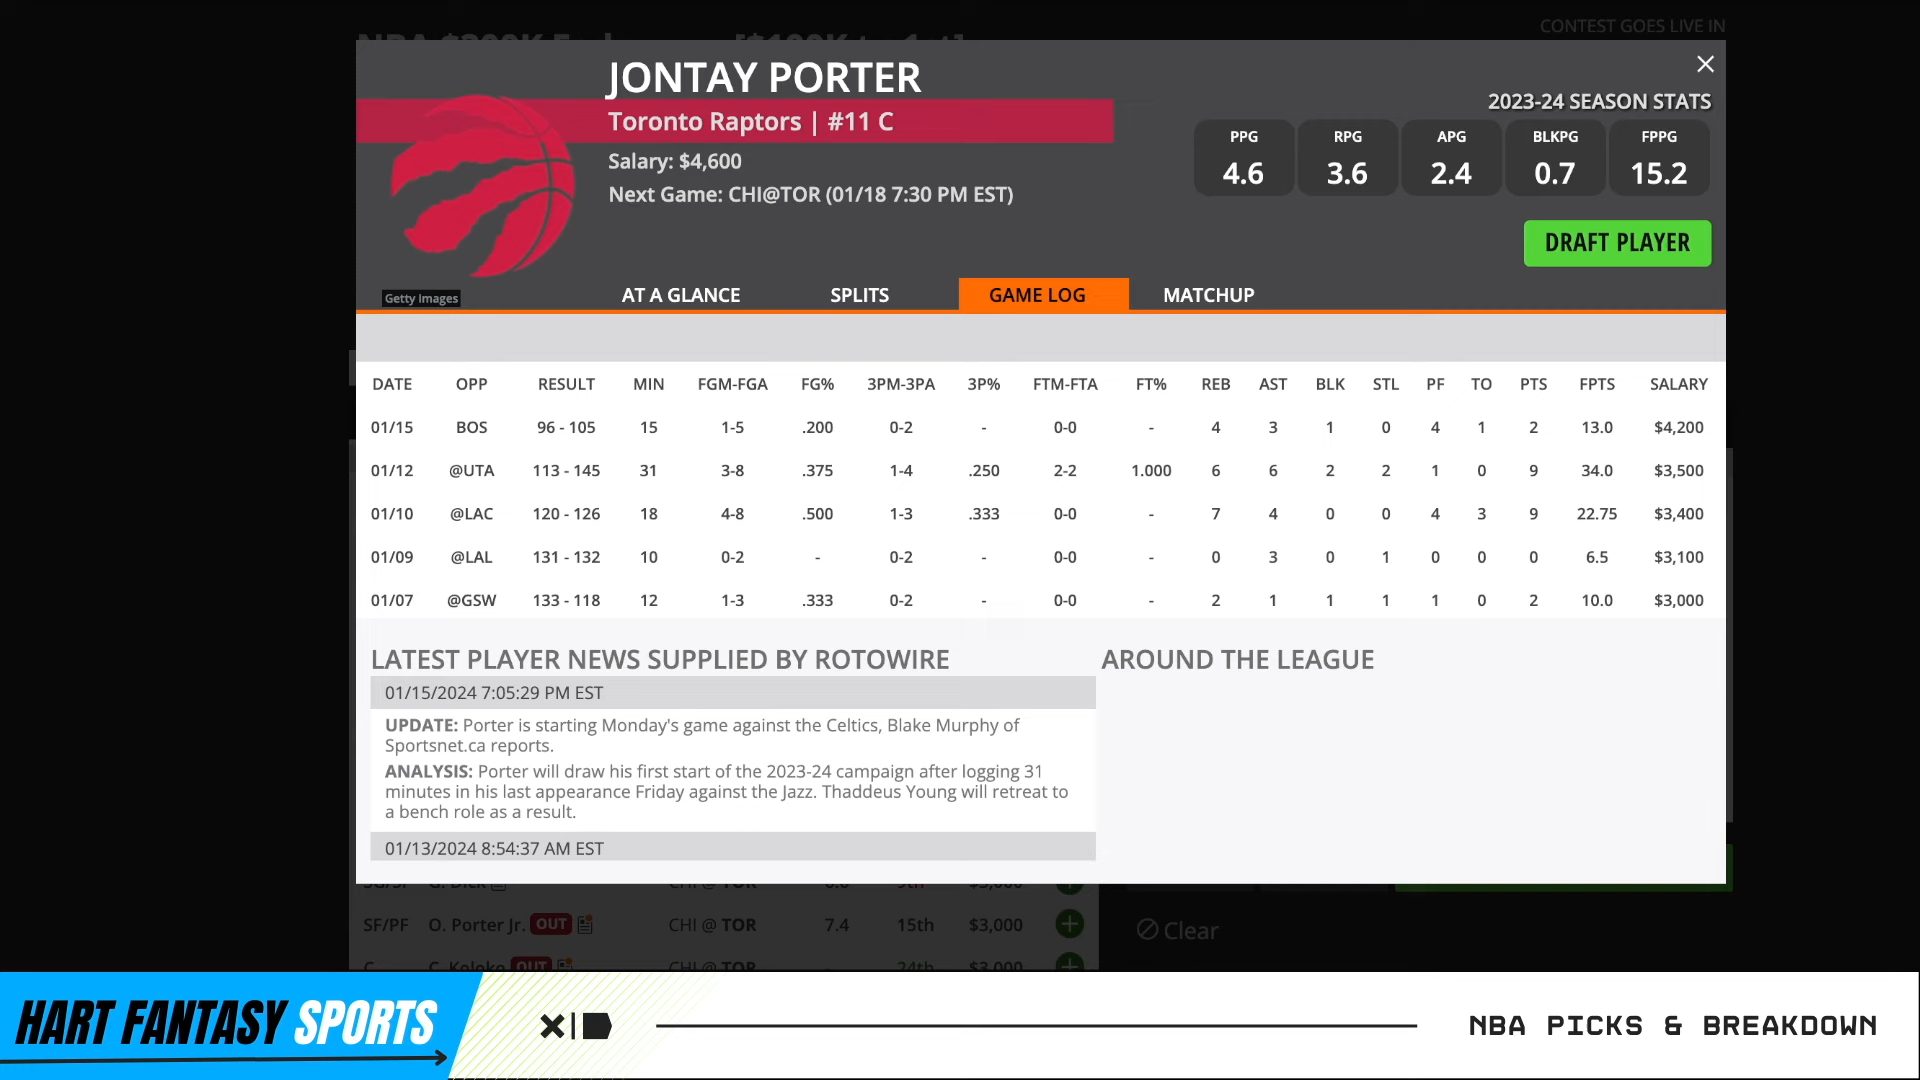 CONTEST GOES LIVE IN
JONTAY PORTER
Toronto Raptors | #11 C
Salary: $4,600
Next Game: CHI@TOR (01/18 7:30 PM EST)
2023-24 SEASON STATS
PPG RPG APG BLKPG FPPG
4.6 3.6 2.4 0.7 15.2
DRAFT PLAYER
Getty Images
AT A GLANCE SPLITS GAME LOG MATCHUP
DATE OPP RESULT MIN FGM-FGA FG% 3PM-3PA 3P% FTM-FTA FT% REB AST BLK STL PF TO PTS FPTS SALARY
01/15 BOS 96 - 105 15 1-5 .200 0-2 - 0-0 - 4 3 1 0 4 1 2 13.0 $4,200
01/12 @UTA 113 - 145 31 3-8 .375 1-4 .250 2-2 1.000 6 6 2 2 1 0 9 34.0 $3,500
01/10 @LAC 120 - 126 18 4-8 .500 1-3 .333 0-0 - 7 4 0 0 4 3 9 22.75 $3,400
01/09 @LAL 131 - 132 10 0-2 - 0-2 - 0-0 - 0 3 0 1 0 0 0 6.5 $3,100
01/07 @GSW 133 - 118 12 1-3 .333 0-2 - 0-0 - 2 1 1 1 1 0 2 10.0 $3,000
LATEST PLAYER NEWS SUPPLIED BY ROTOWIRE
AROUND THE LEAGUE
01/15/2024 7:05:29 PM EST
UPDATE: Porter is starting Monday's game against the Celtics, Blake Murphy of
Sportsnet.ca reports.
ANALYSIS: Porter will draw his first start of the 2023-24 campaign after logging 31
minutes in his last appearance Friday against the Jazz. Thaddeus Young will retreat to
a bench role as a result.
01/13/2024 8:54:37 AM EST
SF/PF O. Porter Jr. OUT CHI @ TOR 7.4 15th $3,000
Clear
C C. Koloko OUT CHI @ TOR - 24th $3,000
HART FANTASY SPORTS
NBA PICKS & BREAKDOWN